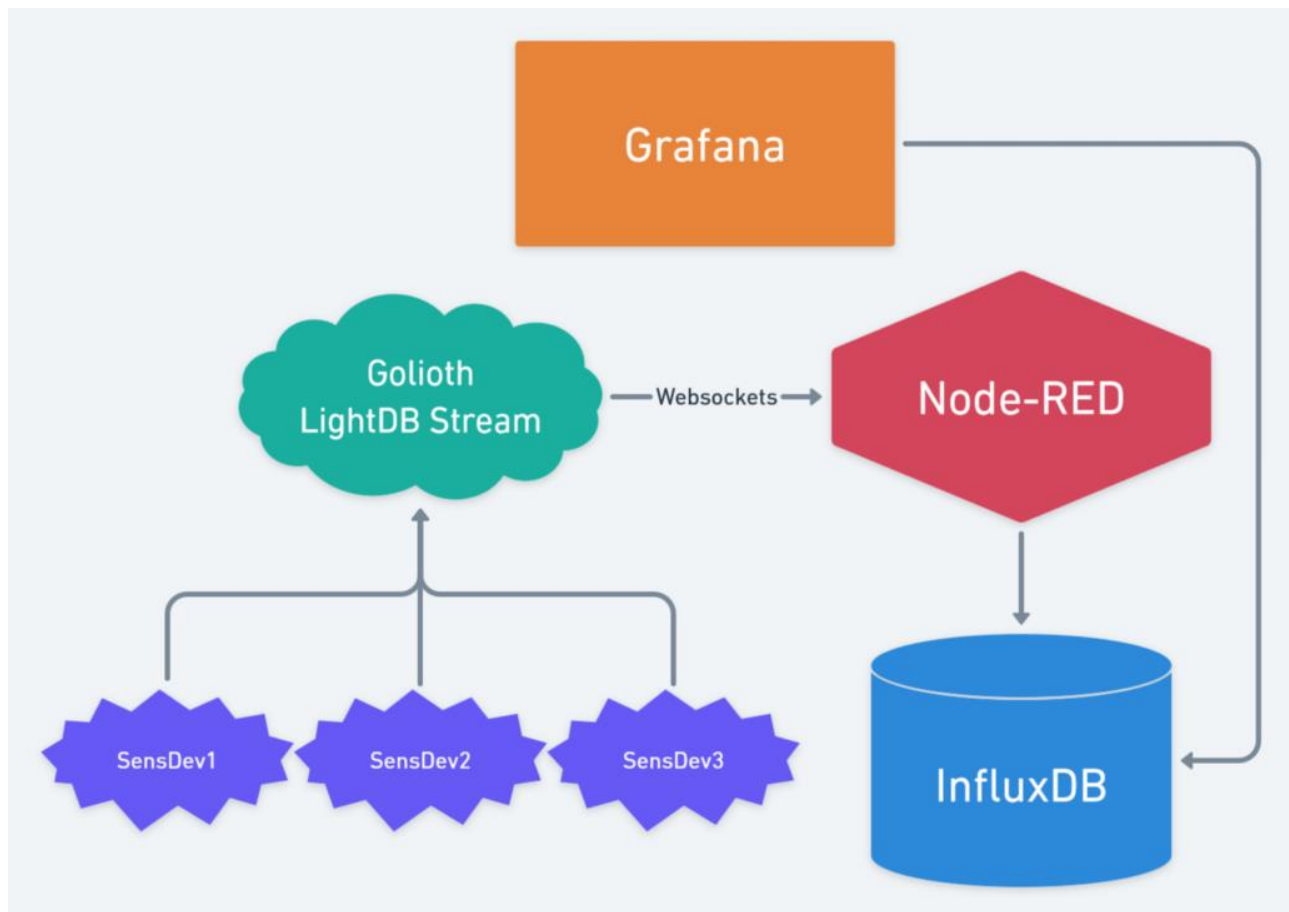 Grafana
Golioth
LightDB Stream
Websockets
Node-RED
SensDev1
SensDev2
SensDev3
InfluxDB